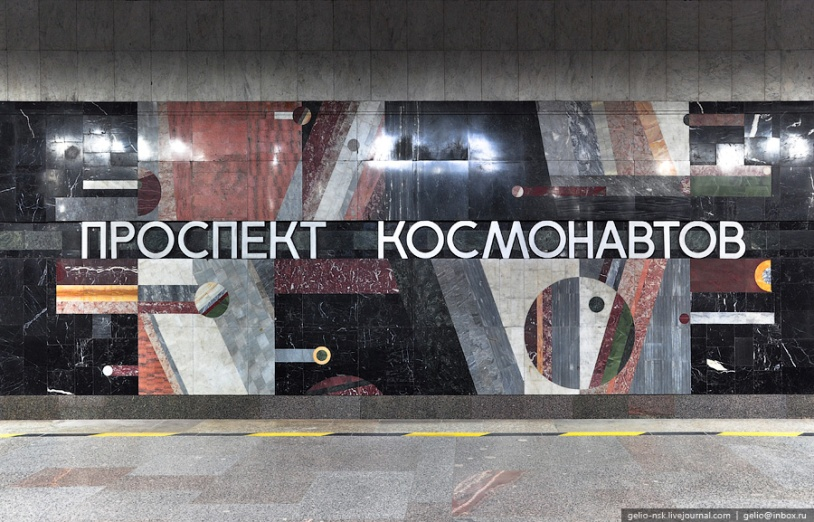 ПРОСПЕКТ КОСМОНАВТОВ
gelio-nsk.livejournal.com | gelio@inbox.ru